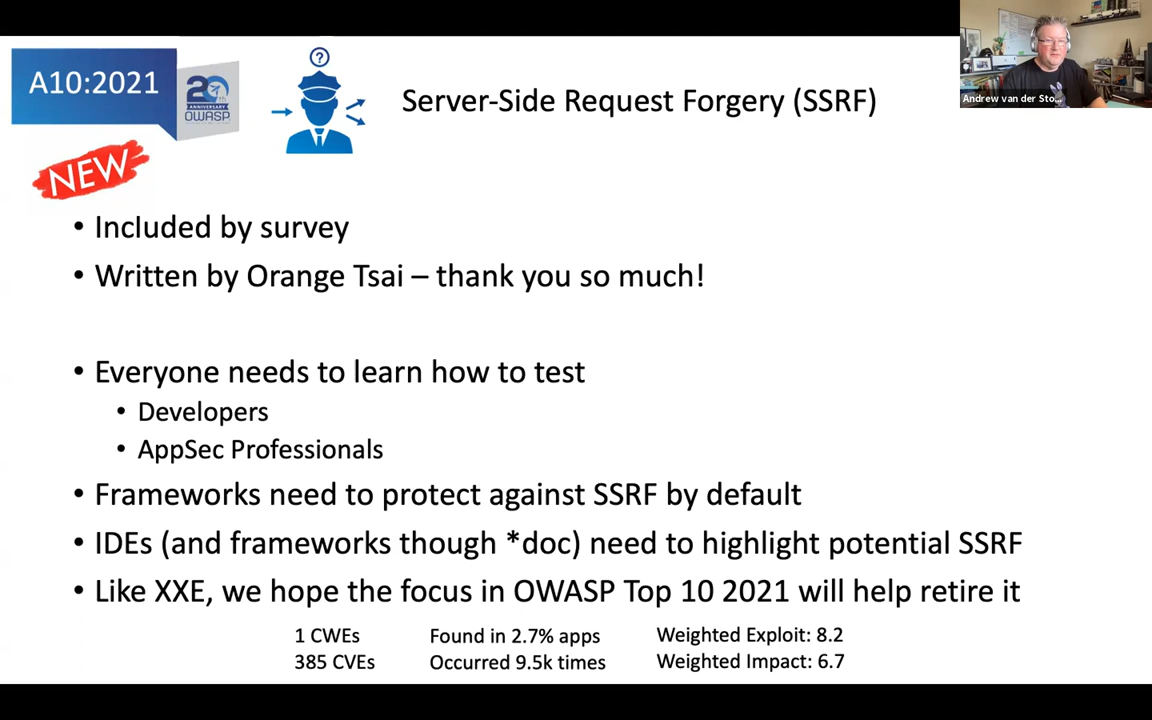 A10:2021
20
ANNIVERSARY
OWASP
?
Server-Side Request Forgery (SSRF)
Andrew van der Sto...
NEW
• Included by survey
• Written by Orange Tsai – thank you so much!
• Everyone needs to learn how to test
• Developers
• AppSec Professionals
• Frameworks need to protect against SSRF by default
• IDEs (and frameworks though *doc) need to highlight potential SSRF
• Like XXE, we hope the focus in OWASP Top 10 2021 will help retire it
1 CWEs Found in 2.7% apps Weighted Exploit: 8.2
385 CVEs Occurred 9.5k times Weighted Impact: 6.7